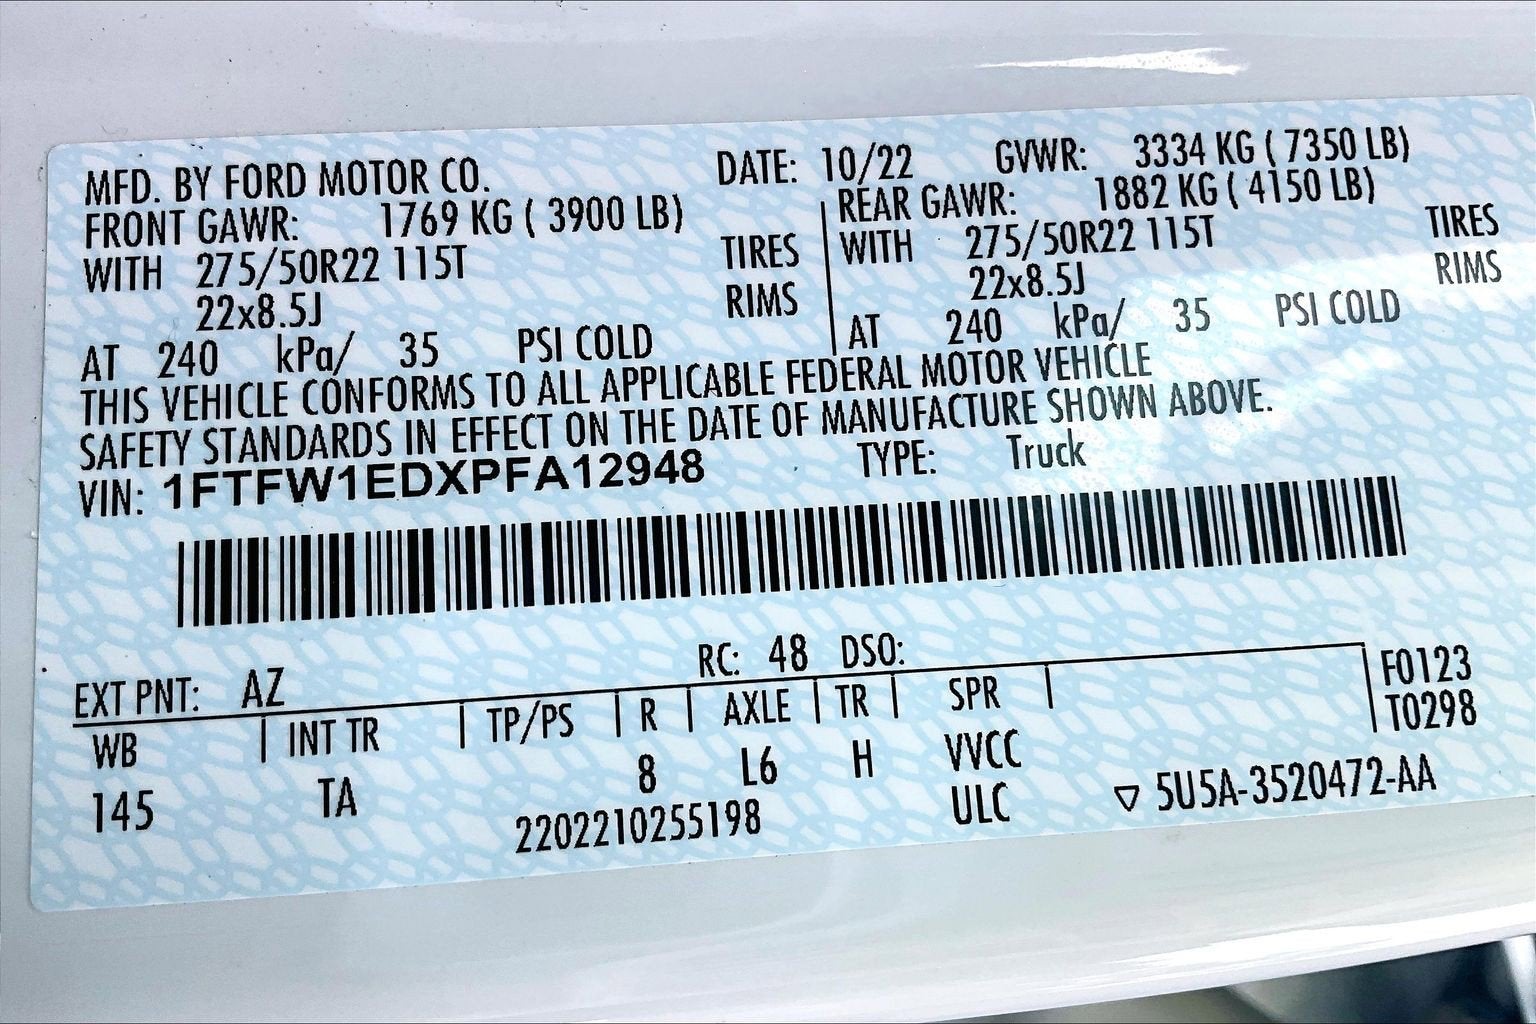 MFD. BY FORD MOTOR CO. DATE: 10/22 GVWR: 3334 KG ( 7350 LB)
FRONT GAWR: 1769 KG ( 3900 LB) REAR GAWR: 1882 KG ( 4150 LB)
WITH 275/50R22 115T TIRES WITH 275/50R22 115T TIRES
22x8.5J RIMS 22x8.5J RIMS
AT 240 kPa/ 35 PSI COLD AT 240 kPa/ 35 PSI COLD
THIS VEHICLE CONFORMS TO ALL APPLICABLE FEDERAL MOTOR VEHICLE
SAFETY STANDARDS IN EFFECT ON THE DATE OF MANUFACTURE SHOWN ABOVE.
VIN: 1FTFW1EDXPFA12948 TYPE: Truck
EXT PNT: AZ RC: 48 DSO:
WB INT TR TP/PS R AXLE TR SPR F0123
T0298
145 TA 8 L6 H VVCC
2202210255198 ULC ▽ 5U5A-3520472-AA